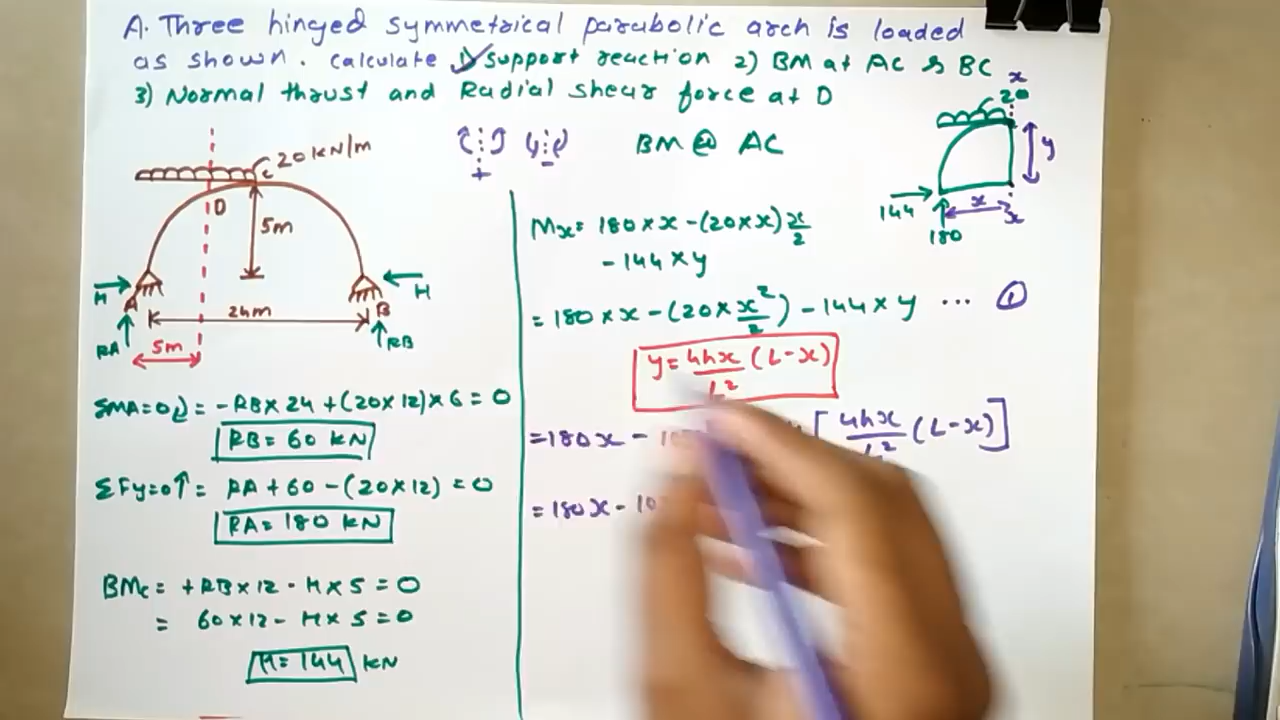 A. Three hinged symmetrical parabolic arch is loaded
as shown. Calculate 1) support reaction 2) BM at AC & BC
3) Normal thrust and Radial shear force at D
20 kN/m
C
D
5m
H
H
A
B
24m
RA
RB
5m
ΣMA=0 = -RB×24 + (20×12)×6 = 0
RB = 60 kN
ΣFy=0↑ = RA + 60 - (20×12) = 0
RA = 180 kN
BMc = +RB×12 - H×5 = 0
= 60×12 - H×5 = 0
H = 144 kN
+
-
BM @ AC
x
20
y
144
x
x
180
Mx = 180×x - (20×x) x/2
- 144×y
= 180×x - (20×x²/2) - 144×y ... ①
y = 4hx/L² (L-x)
= 180x - [4hx/L² (L-x)]
= 180x - 10